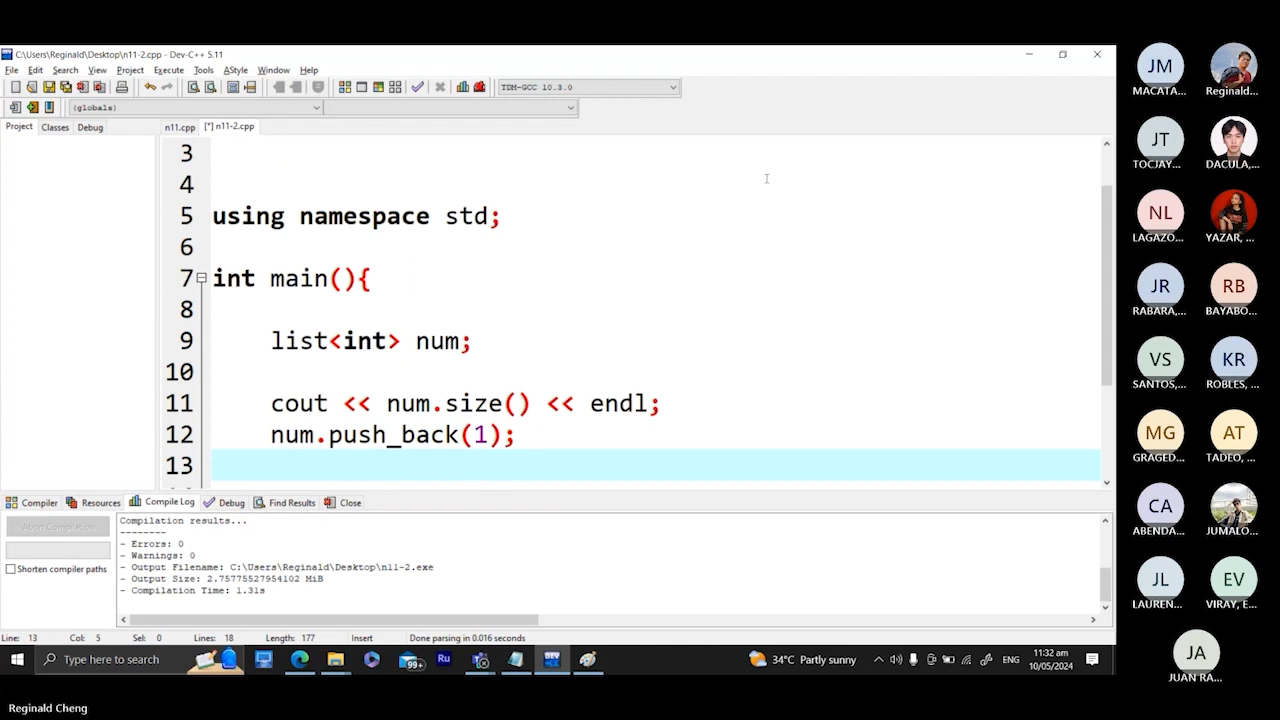 C:\Users\Reginald\Desktop\n11-2.cpp - Dev-C++ 5.11
File Edit Search View Project Execute Tools AStyle Window Help
TDM-GCC 10.3.0
(globals)
Project Classes Debug
n11.cpp [*] n11-2.cpp
3
4
5 using namespace std;
6
7 int main(){
8
9 list<int> num;
10
11 cout << num.size() << endl;
12 num.push_back(1);
13
Compiler Resources Compile Log Debug Find Results Close
Abort Compilation
Shorten compiler paths
Compilation results...
--------
- Errors: 0
- Warnings: 0
- Output Filename: C:\Users\Reginald\Desktop\n11-2.exe
- Output Size: 2.75775527954102 MiB
- Compilation Time: 1.31s
Line: 13 Col: 5 Sel: 0 Lines: 18 Length: 177 Insert Done parsing in 0.016 seconds
Type here to search
99+
Ru
DEV
34°C Partly sunny
ENG
11:32 am
10/05/2024
JM
MACATA...
Reginald...
JT
TOCJAY...
DACULA,...
NL
LAGAZO...
YAZAR, ...
JR
RABARA,...
RB
BAYABO...
VS
SANTOS,...
KR
ROBLES, ...
MG
GRAGED...
AT
TADEO, ...
CA
ABENDA...
JUMALO...
JL
LAUREN...
EV
VIRAY, E...
JA
JUAN RA...
Reginald Cheng